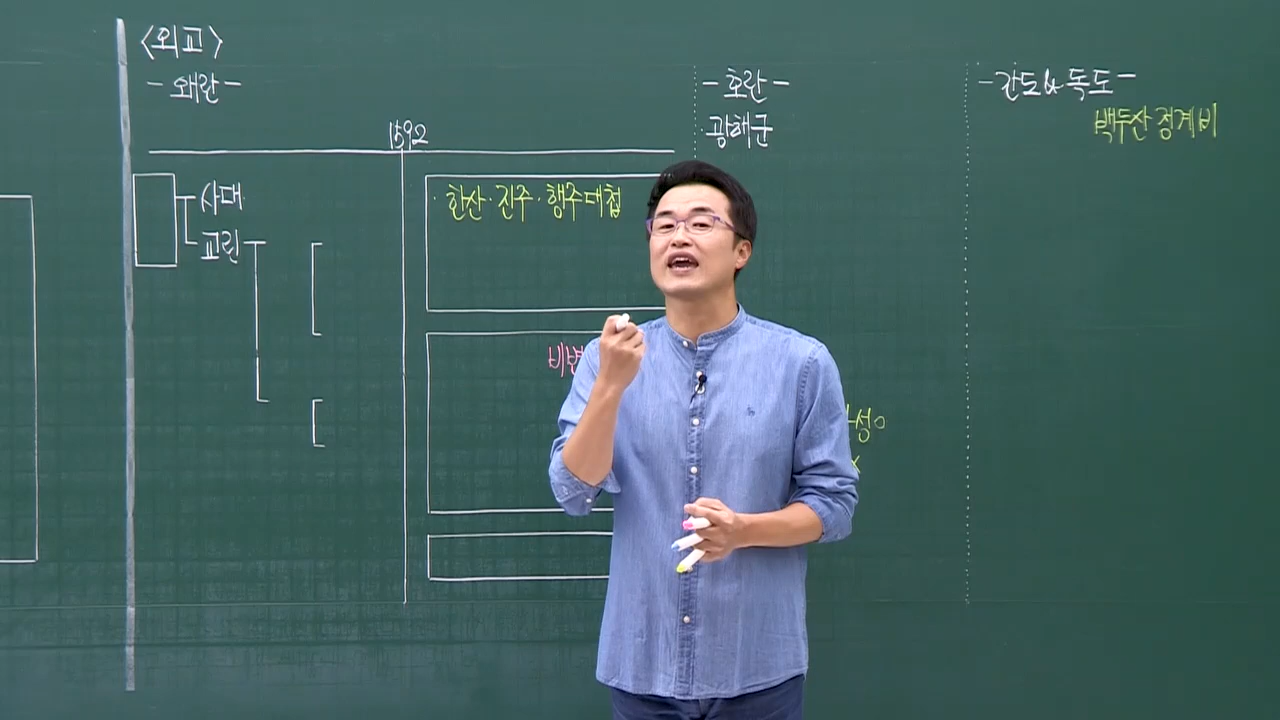 〈외교〉
-왜란-
1592
사대
교린
· 한산·진주·행주대첩
-호란-
광해군
-간도&독도-
백두산 정계비